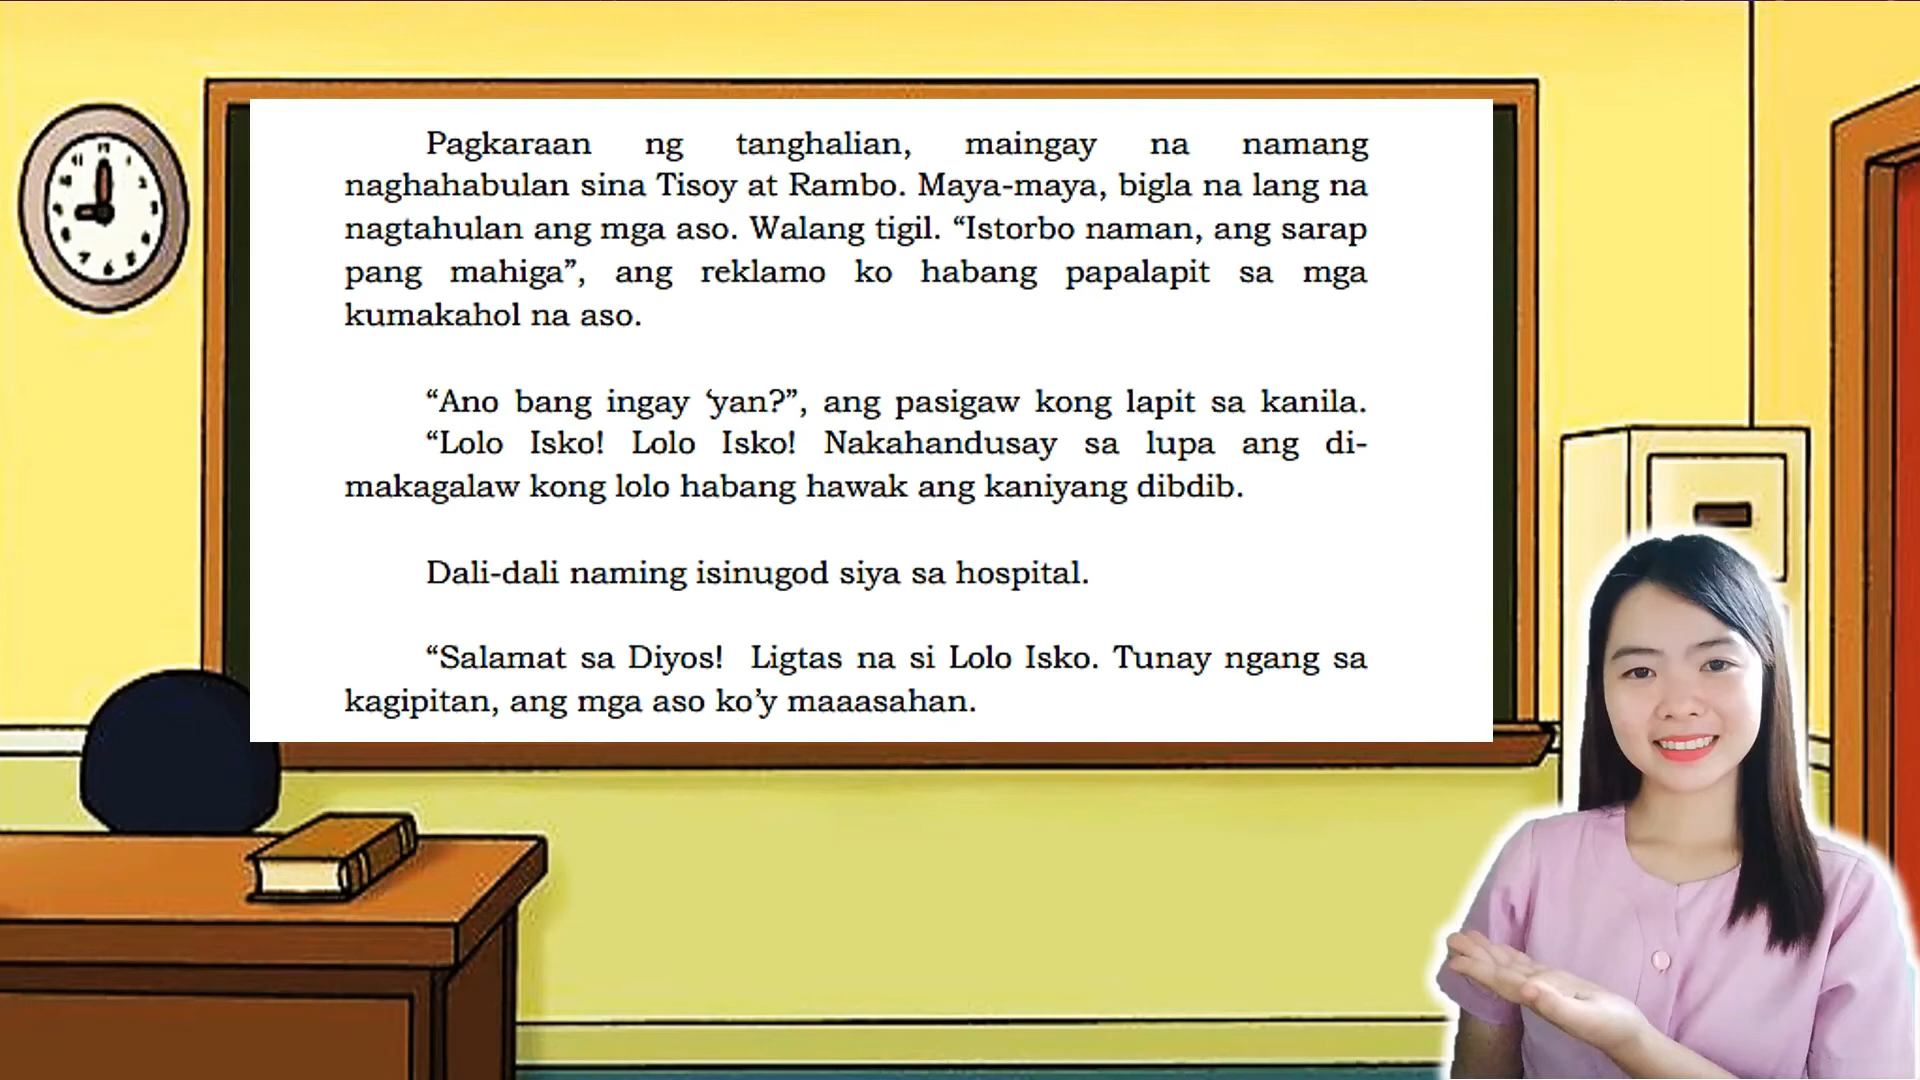 Pagkaraan ng tanghalian, maingay na namang
naghahabulan sina Tisoy at Rambo. Maya-maya, bigla na lang na
nagtahulan ang mga aso. Walang tigil. “Istorbo naman, ang sarap
pang mahiga”, ang reklamo ko habang papalapit sa mga
kumakahol na aso.
“Ano bang ingay ‘yan?”, ang pasigaw kong lapit sa kanila.
“Lolo Isko! Lolo Isko! Nakahandusay sa lupa ang di-
makagalaw kong lolo habang hawak ang kaniyang dibdib.
Dali-dali naming isinugod siya sa hospital.
“Salamat sa Diyos! Ligtas na si Lolo Isko. Tunay ngang sa
kagipitan, ang mga aso ko’y maaasahan.